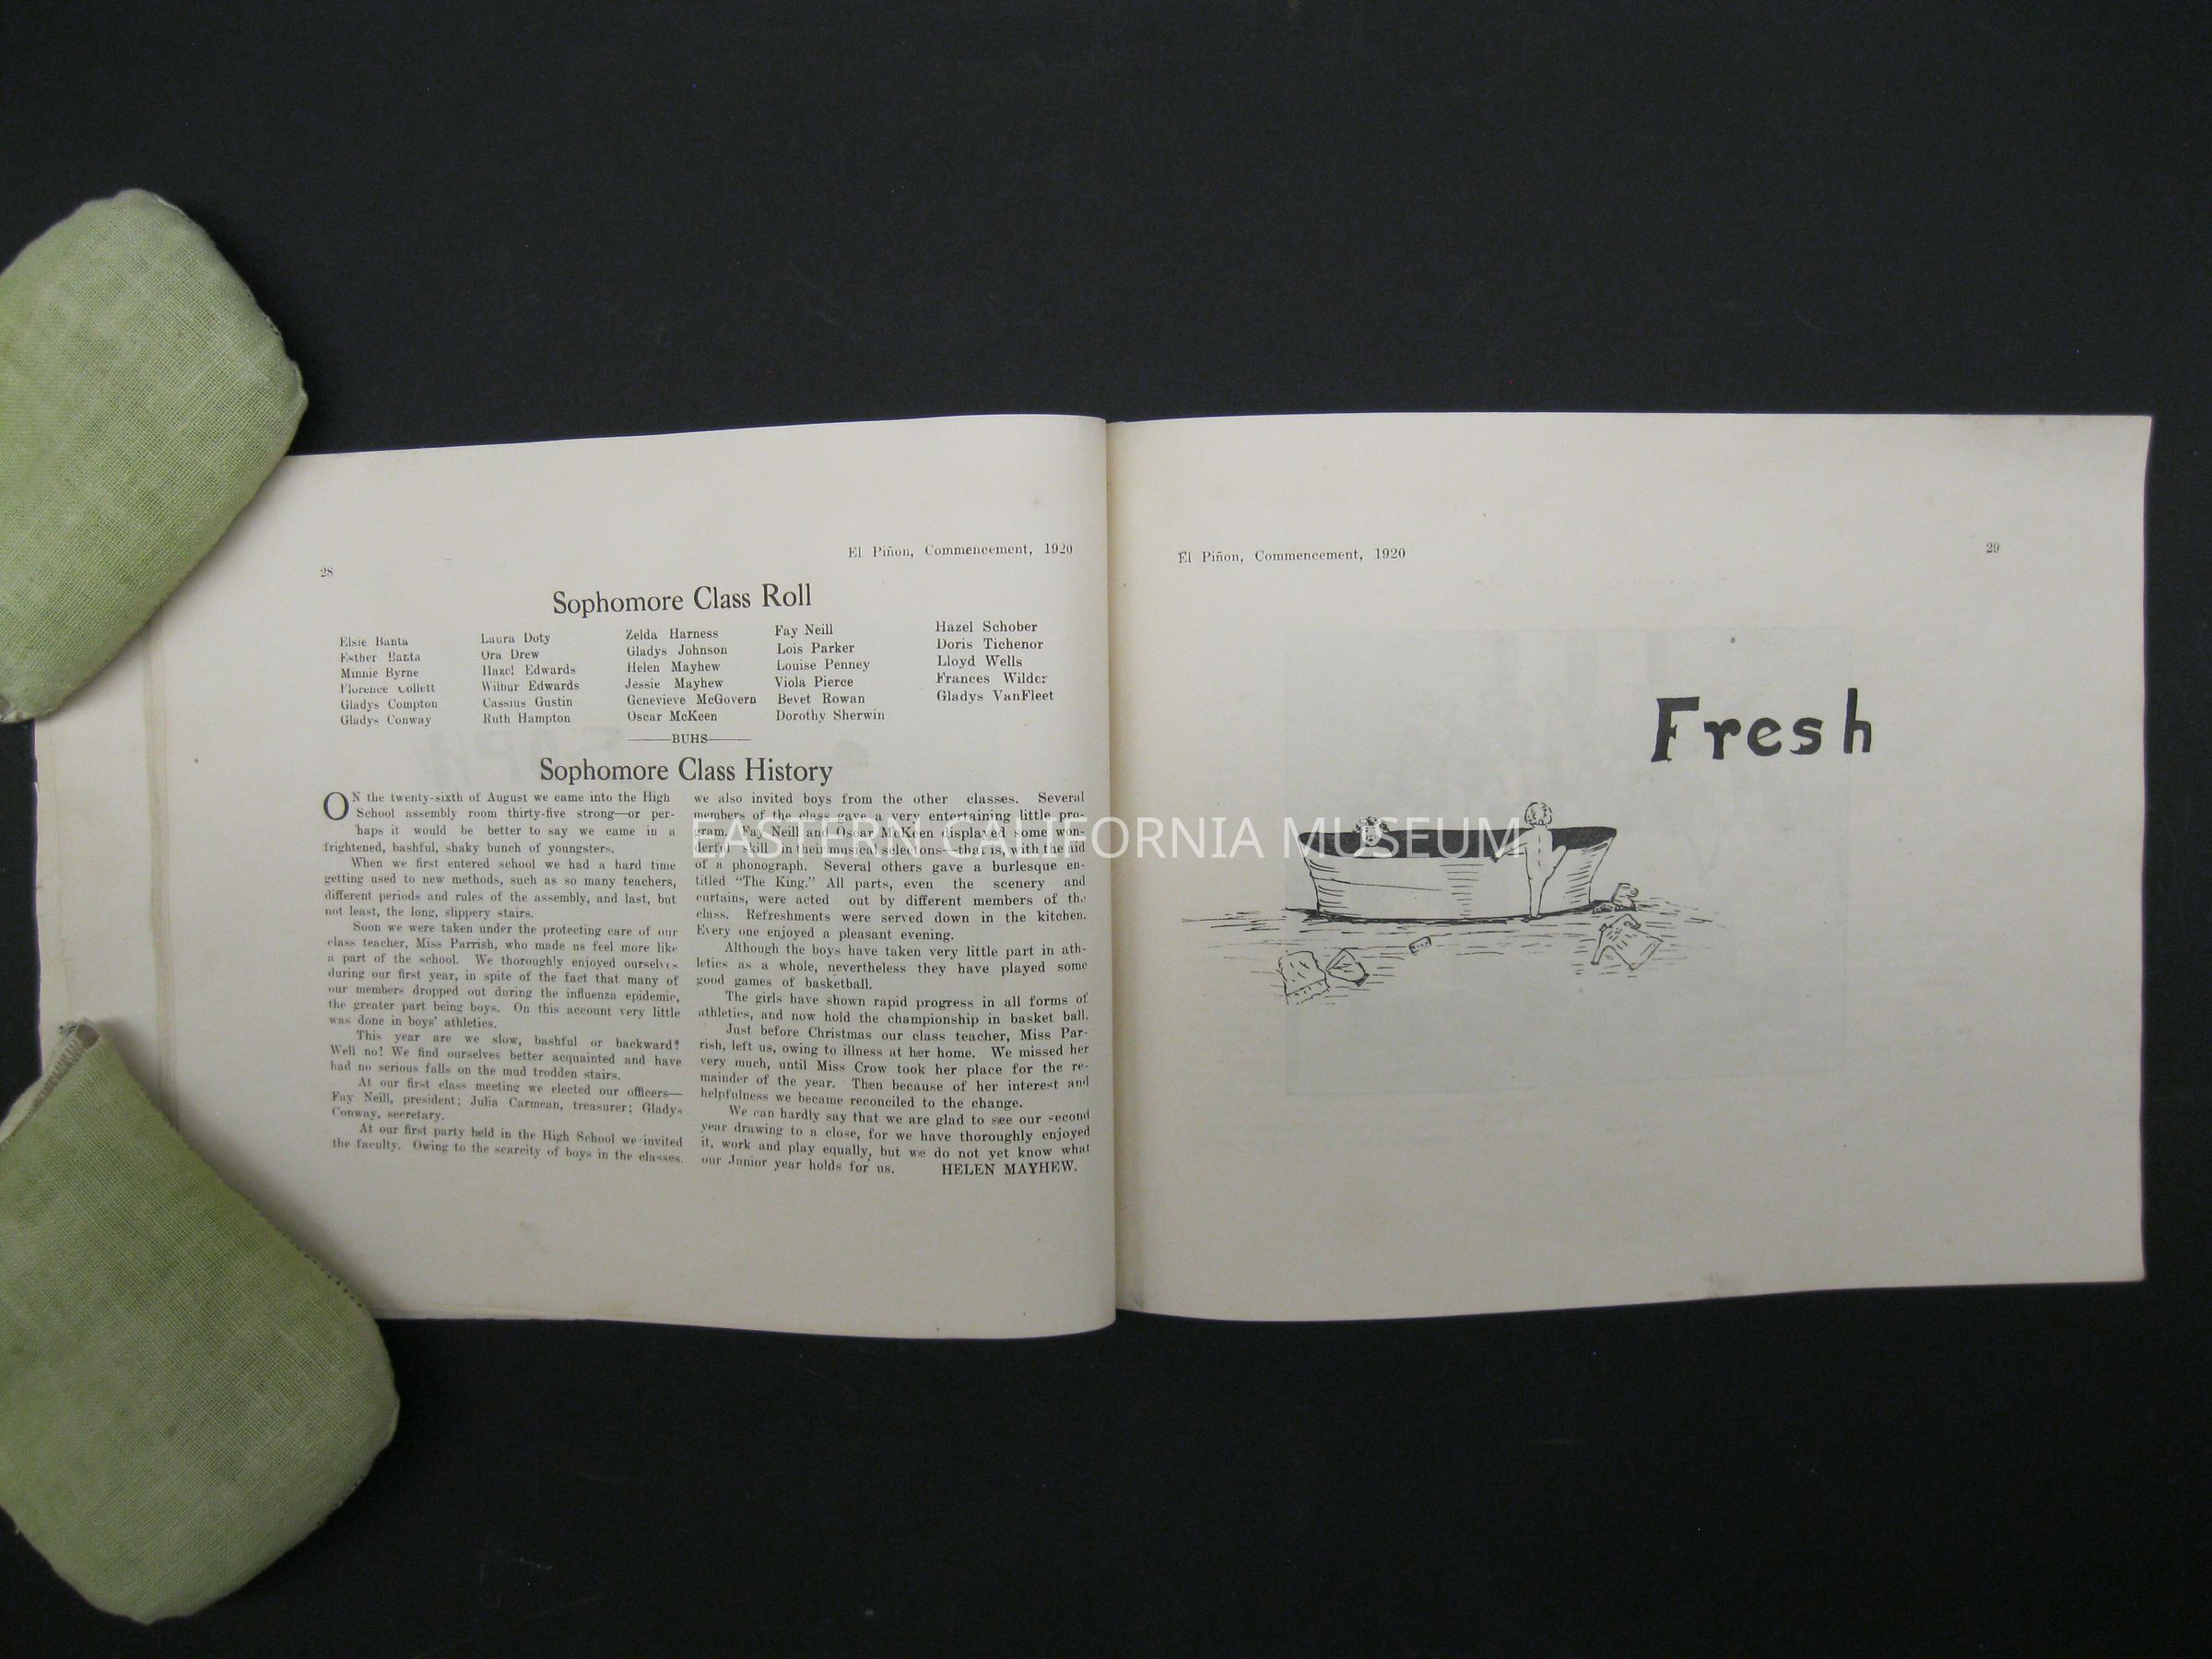 28
El Piñon, Commencement, 1920
Sophomore Class Roll
Elsie Banta
Esther Banta
Minnie Byrne
Florence Collett
Gladys Compton
Gladys Conway
Laura Doty
Ora Drew
Hazel Edwards
Wilbur Edwards
Cassius Gustin
Ruth Hampton
Zelda Harness
Gladys Johnson
Helen Mayhew
Jessie Mayhew
Genevieve McGovern
Oscar McKeen
Fay Neill
Lois Parker
Louise Penney
Viola Pierce
Bevet Rowan
Dorothy Sherwin
Hazel Schober
Doris Tichenor
Lloyd Wells
Frances Wilder
Gladys VanFleet
——BUHS——
Sophomore Class History
ON the twenty-sixth of August we came into the High
School assembly room thirty-five strong—or per-
haps it would be better to say we came in a
frightened, bashful, shaky bunch of youngsters.
When we first entered school we had a hard time
getting used to new methods, such as so many teachers,
different periods and rules of the assembly, and last, but
not least, the long, slippery stairs.
Soon we were taken under the protecting care of our
class teacher, Miss Parrish, who made us feel more like
a part of the school. We thoroughly enjoyed ourselves
during our first year, in spite of the fact that many of
our members dropped out during the influenza epidemic,
the greater part being boys. On this account very little
was done in boys' athletics.
This year are we slow, bashful or backward?
Well no! We find ourselves better acquainted and have
had no serious falls on the mud trodden stairs.
At our first class meeting we elected our officers—
Fay Neill, president; Julia Carmean, treasurer; Gladys
Conway, secretary.
At our first party held in the High School we invited
the faculty. Owing to the scarcity of boys in the classes.
we also invited boys from the other classes. Several
members of the class gave a very entertaining little pro-
gram. Fay Neill and Oscar McKeen displayed some won-
derful skill in their musical selectons—that is, with the aid
of a phonograph. Several others gave a burlesque en-
titled "The King." All parts, even the scenery and
curtains, were acted out by different members of the
class. Refreshments were served down in the kitchen.
Every one enjoyed a pleasant evening.
Although the boys have taken very little part in ath-
letics as a whole, nevertheless they have played some
good games of basketball.
The girls have shown rapid progress in all forms of
athletics, and now hold the championship in basket ball.
Just before Christmas our class teacher, Miss Par-
rish, left us, owing to illness at her home. We missed her
very much, until Miss Crow took her place for the re-
mainder of the year. Then because of her interest and
helpfulness we became reconciled to the change.
We can hardly say that we are glad to see our second
year drawing to a close, for we have thoroughly enjoyed
it, work and play equally, but we do not yet know what
our Junior year holds for us. HELEN MAYHEW.
EASTERN CALIFORNIA MUSEUM
El Piñon, Commencement, 1920
29
Fresh